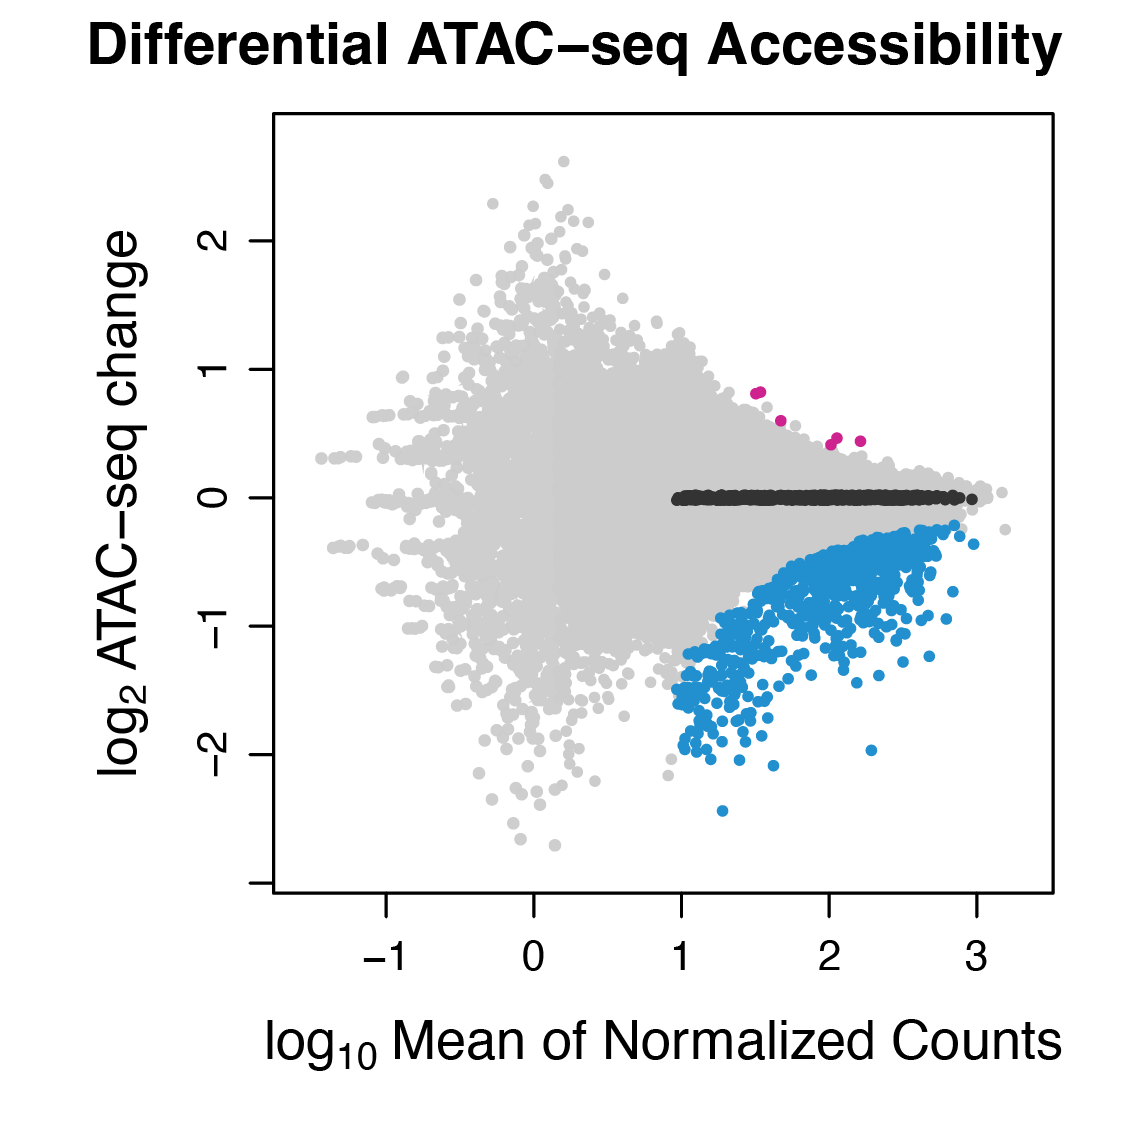 Differential ATAC−seq Accessibility
log2 ATAC−seq change
2
1
0
−1
−2
−1 0 1 2 3
log10 Mean of Normalized Counts